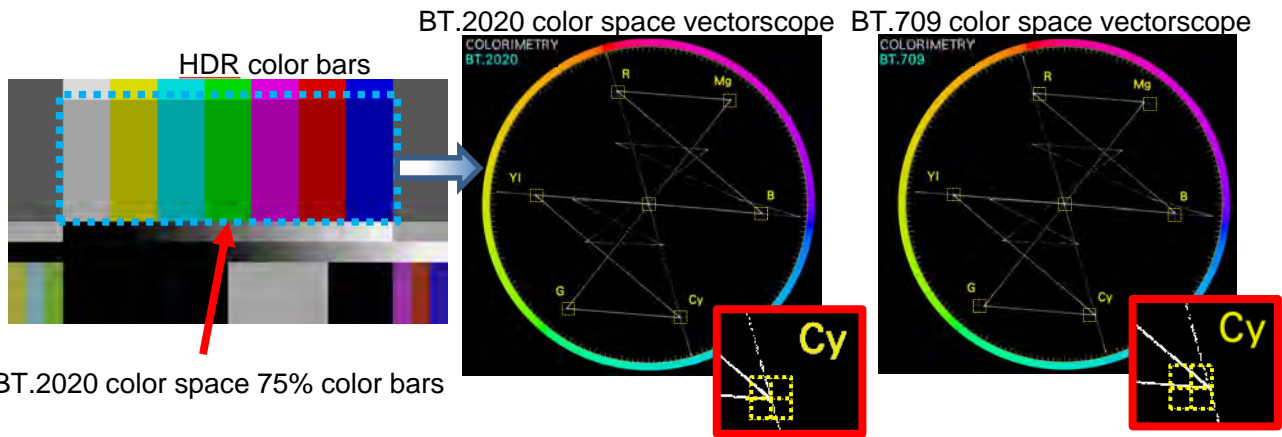 BT.2020 color space vectorscope
BT.709 color space vectorscope
HDR color bars
COLORIMETRY
BT.2020
R
Mg
Yl
B
G
Cy
Cy
COLORIMETRY
BT.709
R
Mg
Yl
B
G
Cy
Cy
BT.2020 color space 75% color bars